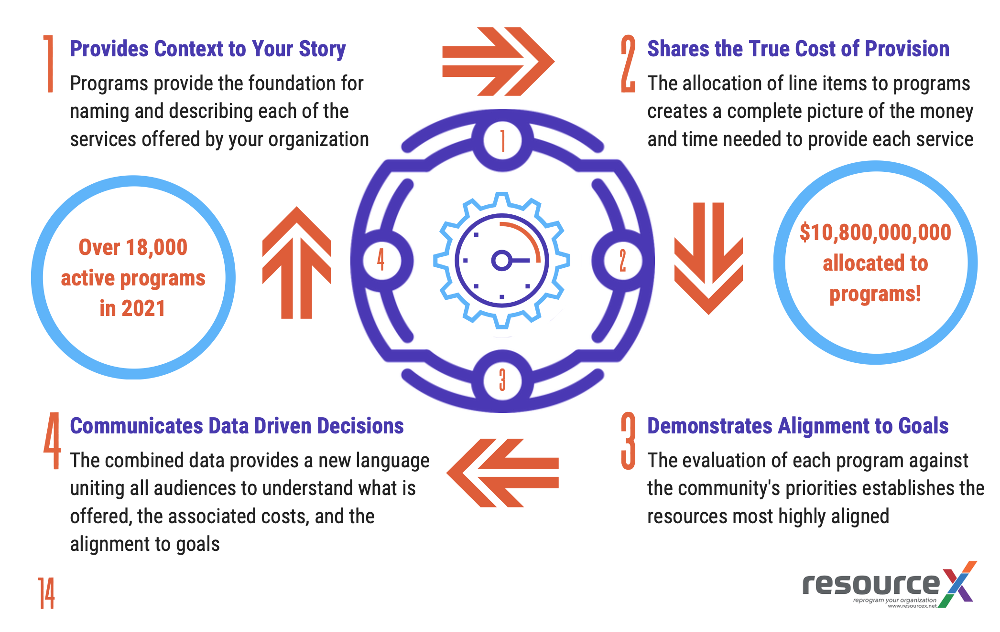 1
Provides Context to Your Story
Programs provide the foundation for
naming and describing each of the
services offered by your organization
2
Shares the True Cost of Provision
The allocation of line items to programs
creates a complete picture of the money
and time needed to provide each service
1
2
3
4
Over 18,000
active programs
in 2021
$10,800,000,000
allocated to
programs!
4
Communicates Data Driven Decisions
The combined data provides a new language
uniting all audiences to understand what is
offered, the associated costs, and the
alignment to goals
3
Demonstrates Alignment to Goals
The evaluation of each program against
the community's priorities establishes the
resources most highly aligned
14
resourceX
reprogram your organization
www.resourcex.net